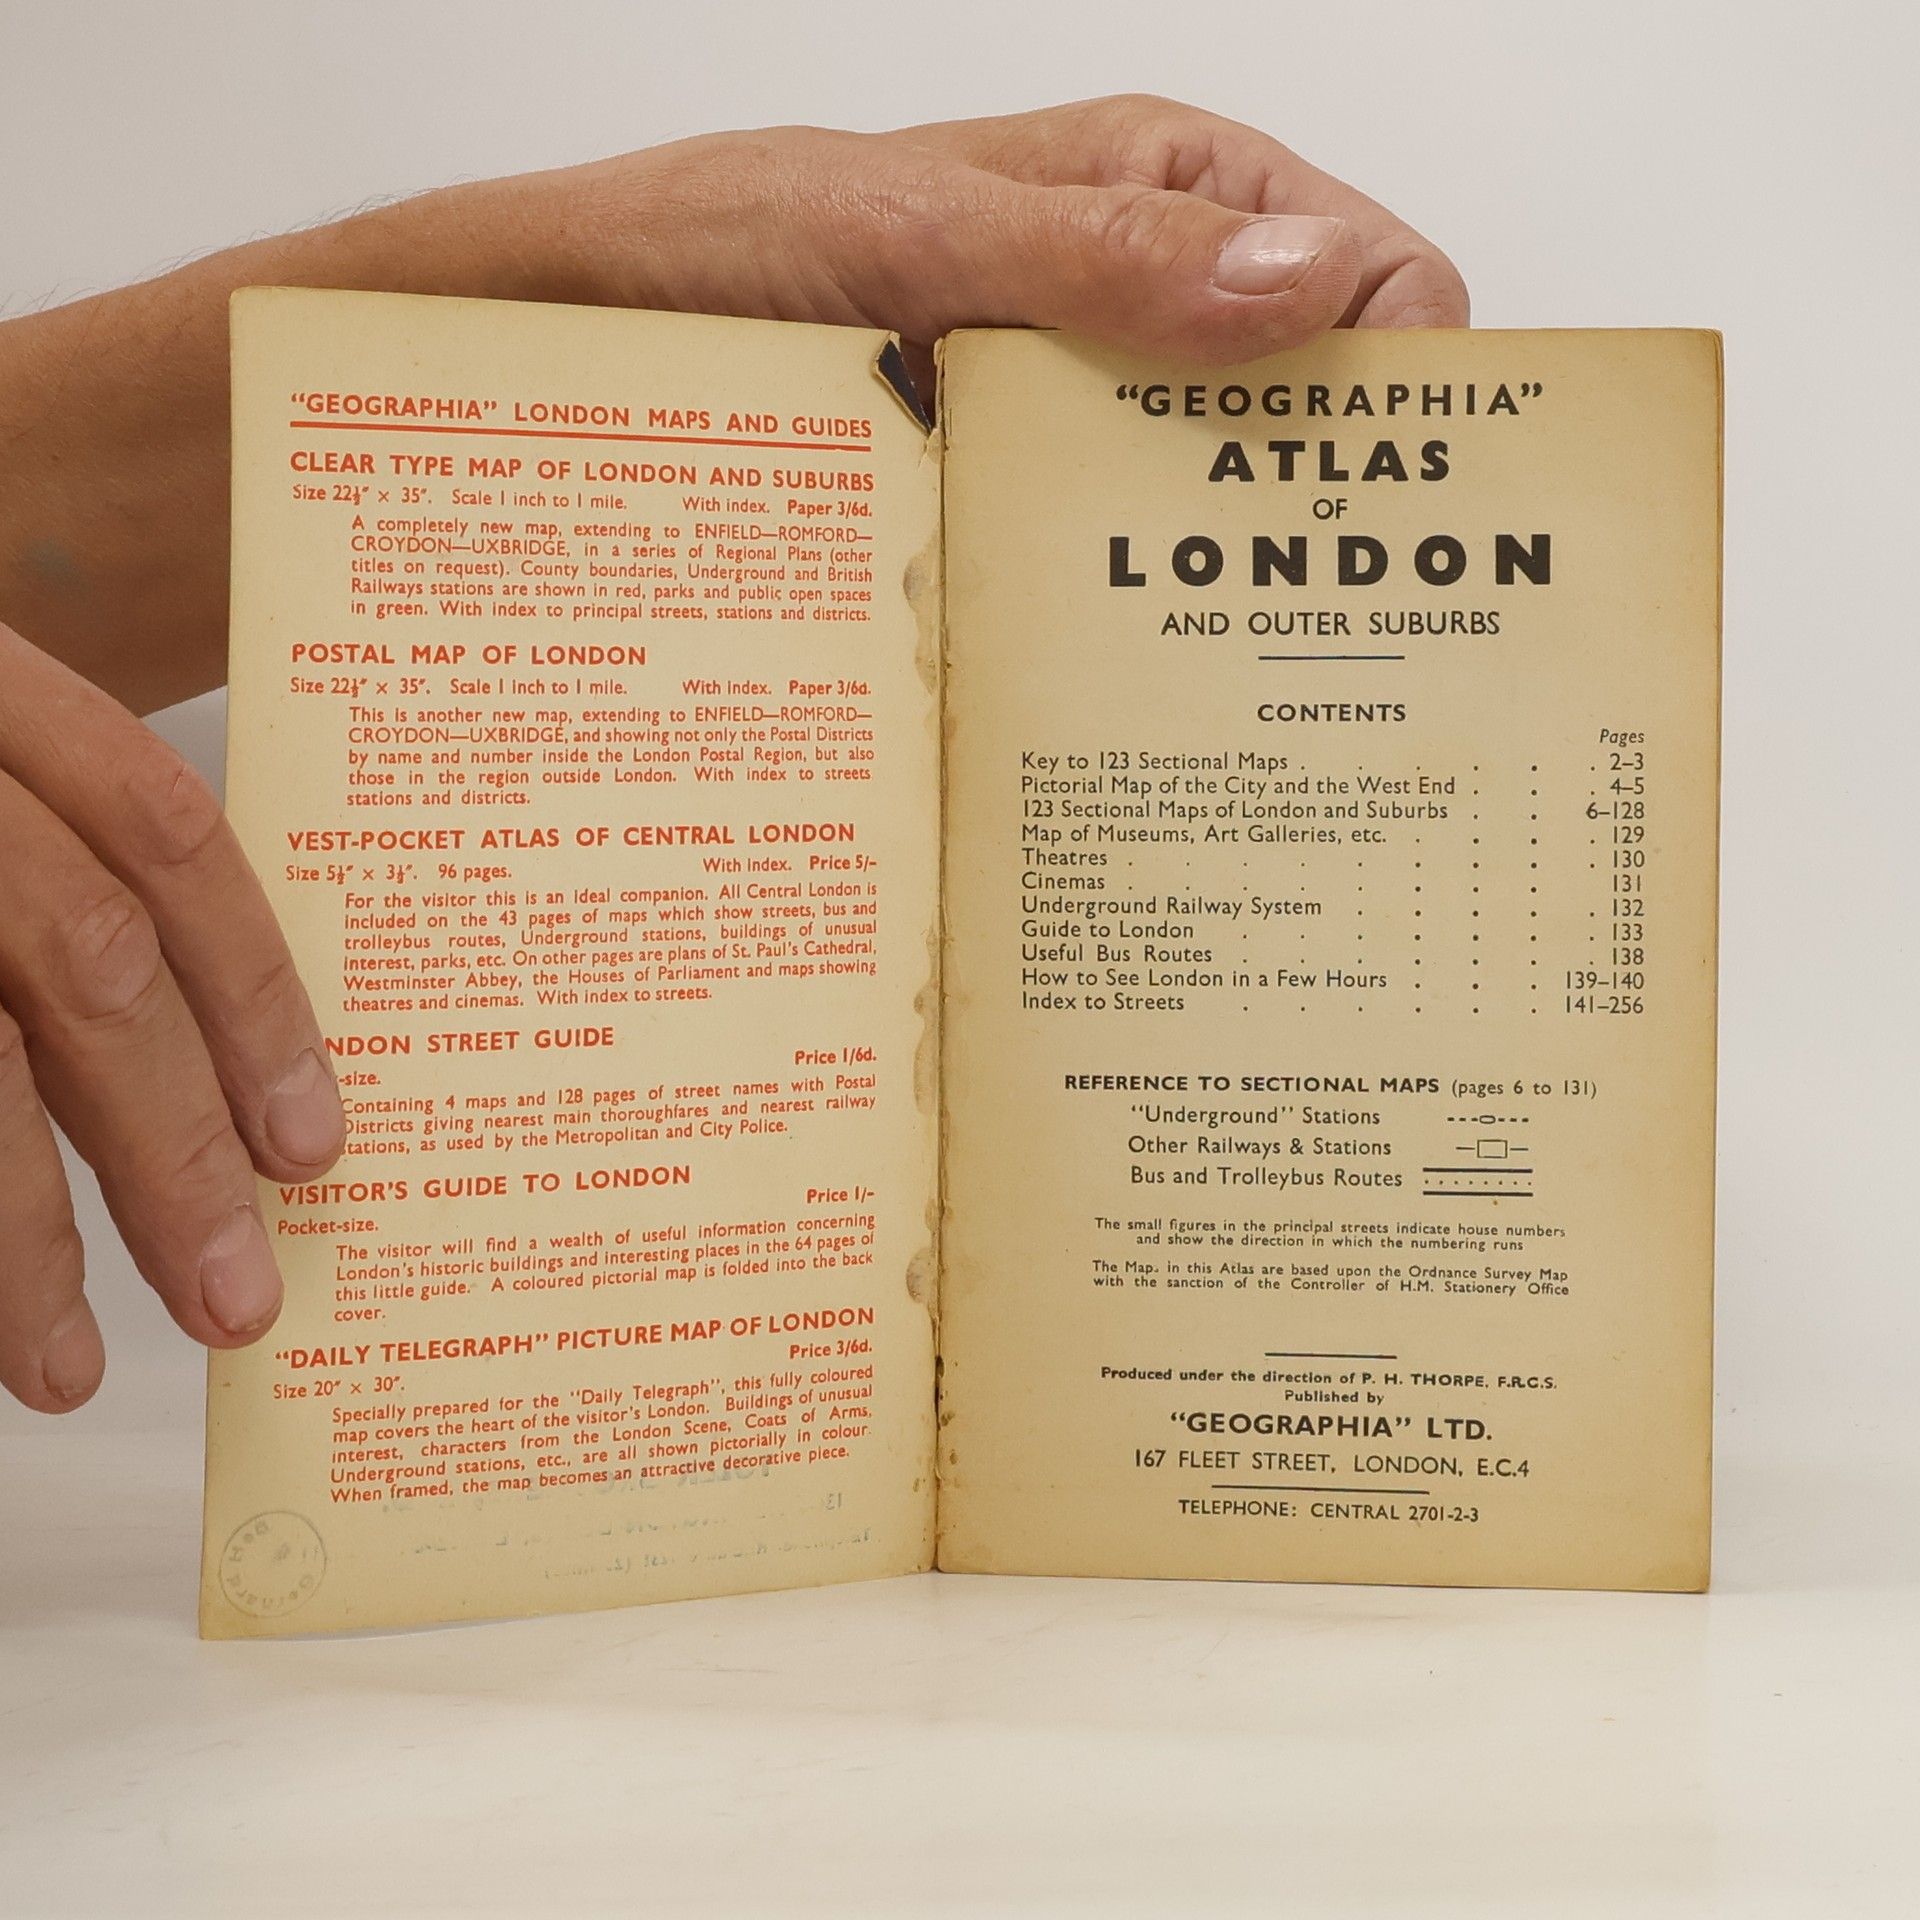 “GEOGRAPHIA” LONDON MAPS AND GUIDES
CLEAR TYPE MAP OF LONDON AND SUBURBS
Size 22½″ × 35″. Scale 1 inch to 1 mile. With index. Paper 3/6d.
A completely new map, extending to ENFIELD—ROMFORD—
CROYDON—UXBRIDGE, in a series of Regional Plans (other
titles on request). County boundaries, Underground and British
Railways stations are shown in red, parks and public open spaces
in green. With index to principal streets, stations and districts.
POSTAL MAP OF LONDON
Size 22½″ × 35″. Scale 1 inch to 1 mile. With Index. Paper 3/6d.
This is another new map, extending to ENFIELD—ROMFORD—
CROYDON—UXBRIDGE, and showing not only the Postal Districts
by name and number inside the London Postal Region, but also
those in the region outside London. With index to streets
stations and districts.
VEST-POCKET ATLAS OF CENTRAL LONDON
Size 5½″ × 3½″. 96 pages. With Index. Price 5/-
For the visitor this is an ideal companion. All Central London is
included on the 43 pages of maps which show streets, bus and
trolleybus routes, Underground stations, buildings of unusual
interest, parks, etc. On other pages are plans of St. Paul's Cathedral,
Westminster Abbey, the Houses of Parliament and maps showing
theatres and cinemas. With index to streets.
NDON STREET GUIDE
Price 1/6d.
-size.
Containing 4 maps and 128 pages of street names with Postal
Districts giving nearest main thoroughfares and nearest railway
stations, as used by the Metropolitan and City Police.
VISITOR'S GUIDE TO LONDON
Price 1/-
Pocket-size.
The visitor will find a wealth of useful information concerning
London's historic buildings and interesting places in the 64 pages of
this little guide. A coloured pictorial map is folded into the back
cover.
“DAILY TELEGRAPH” PICTURE MAP OF LONDON
Price 3/6d.
Size 20″ × 30″.
Specially prepared for the “Daily Telegraph”, this fully coloured
map covers the heart of the visitor's London. Buildings of unusual
interest, characters from the London Scene, Coats of Arms,
Underground stations, etc., are all shown pictorially in colour.
When framed, the map becomes an attractive decorative piece.
Gerhard
“GEOGRAPHIA”
ATLAS
OF
LONDON
AND OUTER SUBURBS
CONTENTS
Pages
Key to 123 Sectional Maps . . . . . . 2–3
Pictorial Map of the City and the West End . . . 4–5
123 Sectional Maps of London and Suburbs . . 6–128
Map of Museums, Art Galleries, etc. . . . . 129
Theatres . . . . . . . . . 130
Cinemas . . . . . . . . 131
Underground Railway System . . . . . 132
Guide to London . . . . . . . 133
Useful Bus Routes . . . . . . . 138
How to See London in a Few Hours . . . 139–140
Index to Streets . . . . . . 141–256
REFERENCE TO SECTIONAL MAPS (pages 6 to 131)
“Underground” Stations
Other Railways & Stations
Bus and Trolleybus Routes
The small figures in the principal streets indicate house numbers
and show the direction in which the numbering runs
The Map. in this Atlas are based upon the Ordnance Survey Map
with the sanction of the Controller of H.M. Stationery Office
Produced under the direction of P. H. THORPE, F.R.G.S.
Published by
“GEOGRAPHIA” LTD.
167 FLEET STREET, LONDON, E.C.4
TELEPHONE: CENTRAL 2701-2-3